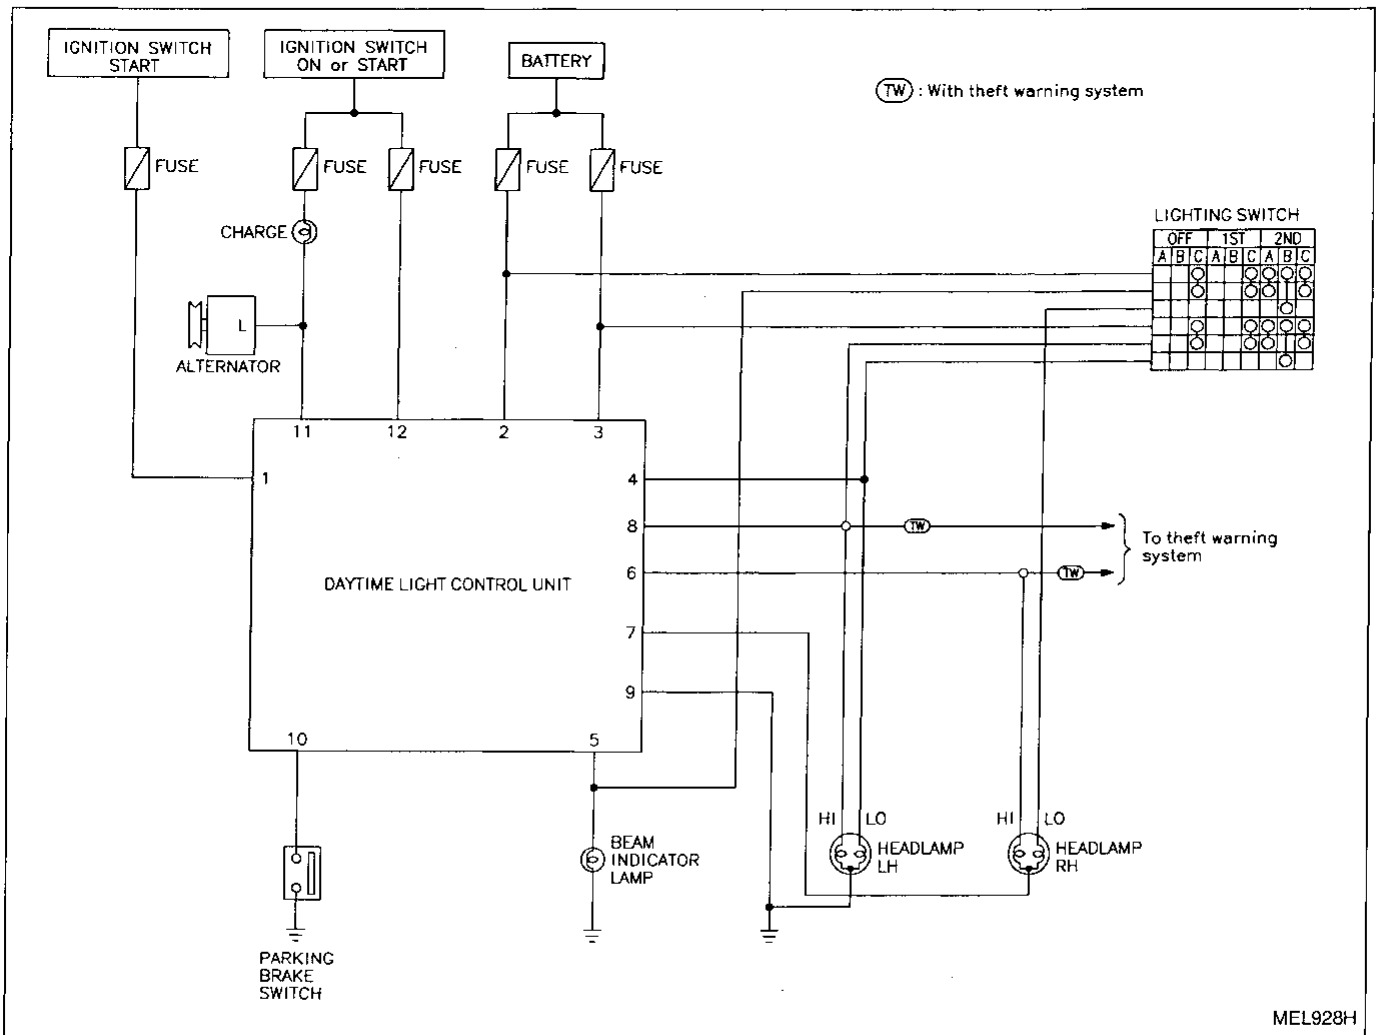 IGNITION SWITCH
START
IGNITION SWITCH
ON or START
BATTERY
TW : With theft warning system
FUSE
FUSE
FUSE
FUSE
FUSE
CHARGE
LIGHTING SWITCH
OFF 1ST 2ND
A B C A B C A B C
L
ALTERNATOR
11 12 2 3
1
4
8
TW
To theft warning
system
6
TW
DAYTIME LIGHT CONTROL UNIT
7
9
10
5
HI LO
HEADLAMP
LH
HI LO
HEADLAMP
RH
BEAM
INDICATOR
LAMP
PARKING
BRAKE
SWITCH
MEL928H